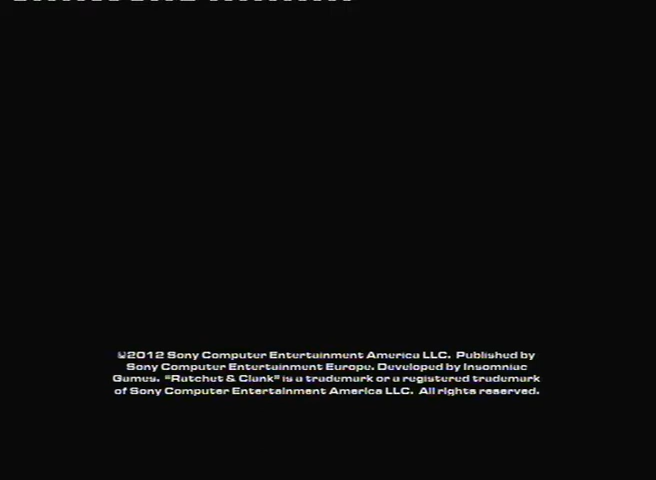 ©2012 Sony Computer Entertainment America LLC. Published by
Sony Computer Entertainment Europe. Developed by Insomniac
Games. "Ratchet & Clank" is a trademark or a registered trademark
of Sony Computer Entertainment America LLC. All rights reserved.